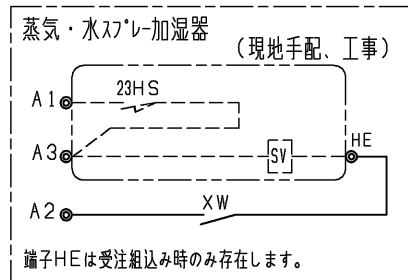 蒸気・水スプレー加湿器
(現地手配、工事)
A1
23HS
A3
SV
HE
A2
XW
端子HEは受注組込み時のみ存在します。